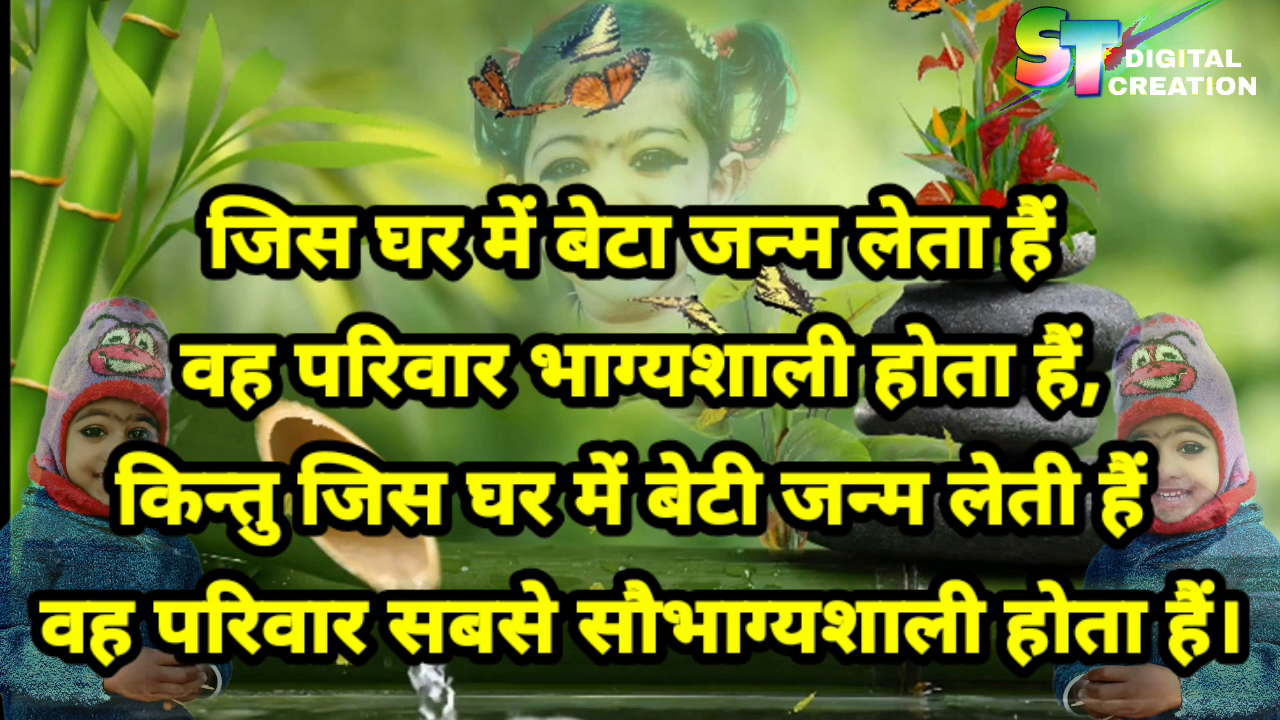 ST DIGITAL
CREATION
जिस घर में बेटा जन्म लेता हैं
वह परिवार भाग्यशाली होता हैं,
किन्तु जिस घर में बेटी जन्म लेती हैं
वह परिवार सबसे सौभाग्यशाली होता हैं।